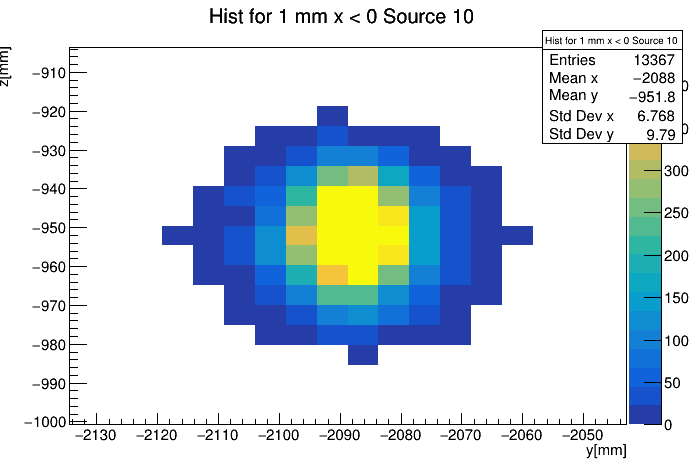 Hist for 1 mm x < 0 Source 10
Hist for 1 mm x < 0 Source 10
Entries 13367
Mean x −2088
Mean y −951.8
Std Dev x 6.768
Std Dev y 9.79
z[mm]
−910
−920
−930
−940
−950
−960
−970
−980
−990
−1000
−2130 −2120 −2110 −2100 −2090 −2080 −2070 −2060 −2050
y[mm]
300
250
200
150
100
50
0